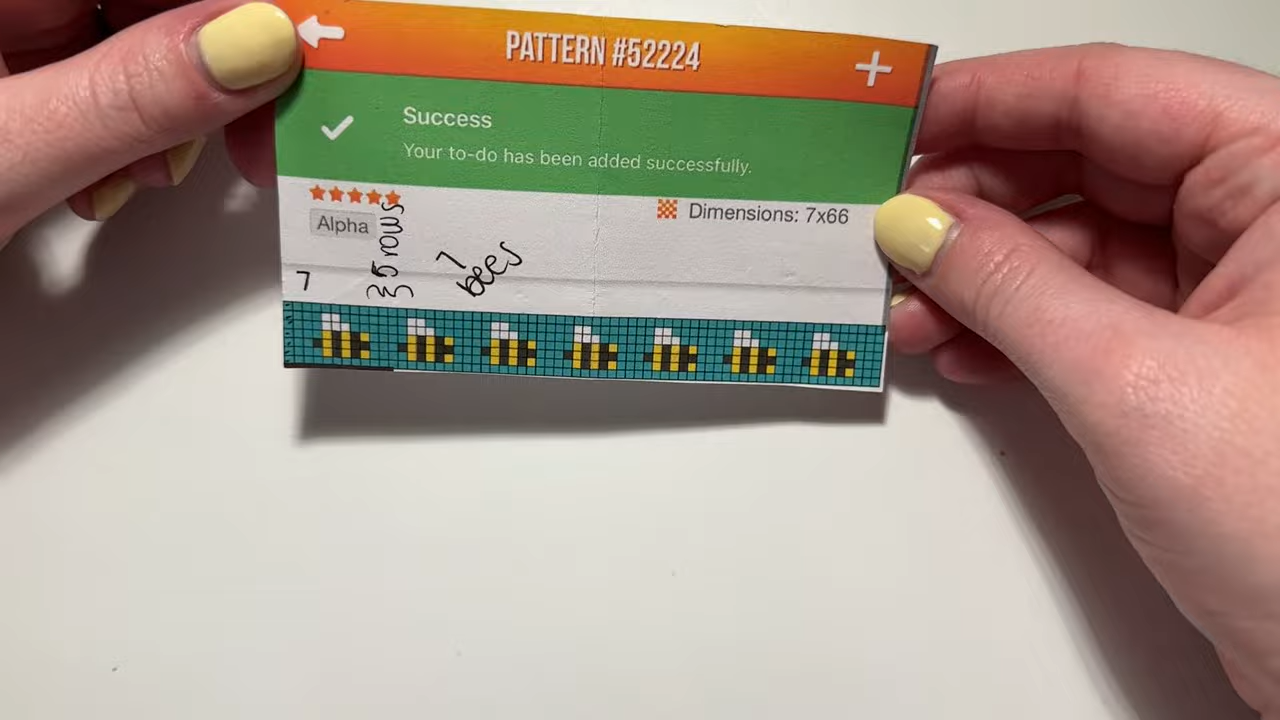 PATTERN #52224
Success
Your to-do has been added successfully.
Dimensions: 7x66
Alpha
35 rows
7
bees
7